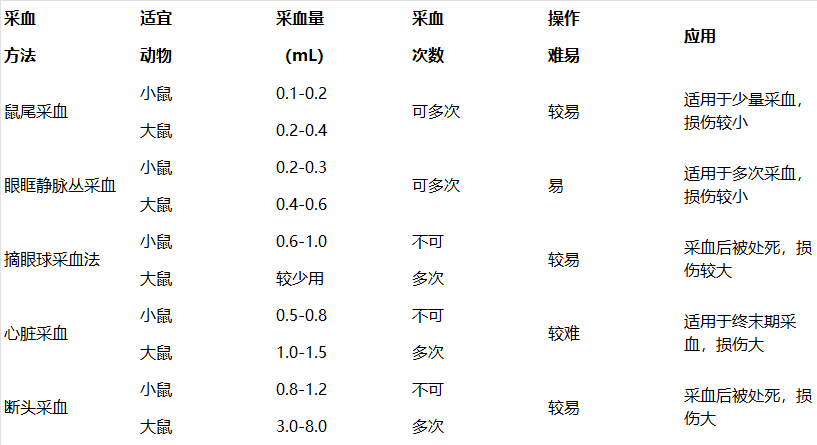 采血 适宜 采血量 采血 操作 应用
方法 动物 （mL） 次数 难易
鼠尾采血 小鼠 0.1-0.2 可多次 较易 适用于少量采血，
大鼠 0.2-0.4 损伤较小
眼眶静脉丛采血 小鼠 0.2-0.3 可多次 易 适用于多次采血，
大鼠 0.4-0.6 损伤较小
摘眼球采血法 小鼠 0.6-1.0 不可 较易 采血后被处死，损
大鼠 较少用 多次 伤较大
心脏采血 小鼠 0.5-0.8 不可 较难 适用于终末期采
大鼠 1.0-1.5 多次 血，损伤大
断头采血 小鼠 0.8-1.2 不可 较易 采血后被处死，损
大鼠 3.0-8.0 多次 伤大